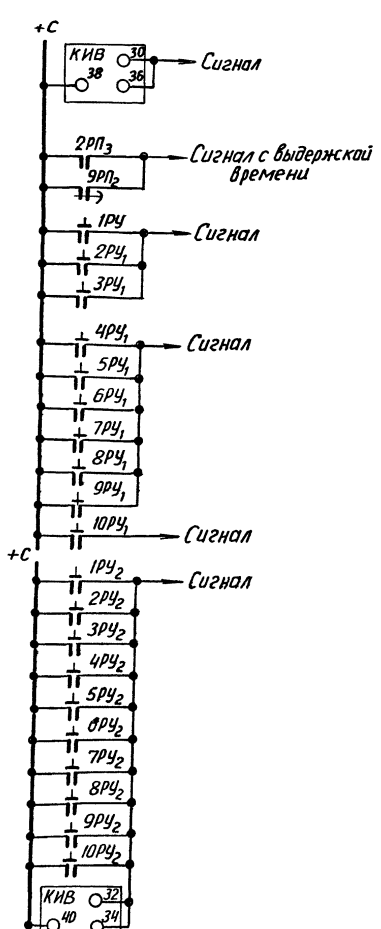 +С
КИВ 30
38 36
Сигнал
2РП3
Сигнал с выдержкой
времени
9РП2
1РУ
Сигнал
2РУ1
3РУ1
4РУ1
Сигнал
5РУ1
6РУ1
7РУ1
8РУ1
9РУ1
10РУ1
Сигнал
+С
1РУ2
Сигнал
2РУ2
3РУ2
4РУ2
5РУ2
6РУ2
7РУ2
8РУ2
9РУ2
10РУ2
КИВ 32
40 34